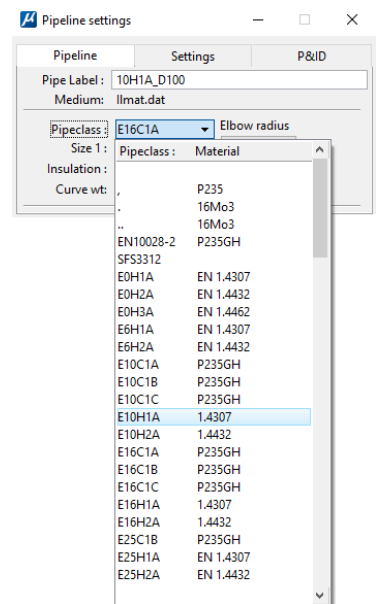 Pipeline settings
Pipeline Settings P&ID
Pipe Label : 10H1A_D100
Medium: llmat.dat
Pipeclass : E16C1A Elbow radius
Size 1 :
Insulation :
Curve wt:
Pipeclass : Material
, P235
. 16Mo3
.. 16Mo3
EN10028-2 P235GH
SFS3312
E0H1A EN 1.4307
E0H2A EN 1.4432
E0H3A EN 1.4462
E6H1A EN 1.4307
E6H2A EN 1.4432
E10C1A P235GH
E10C1B P235GH
E10C1C P235GH
E10H1A 1.4307
E10H2A 1.4432
E16C1A P235GH
E16C1B P235GH
E16C1C P235GH
E16H1A 1.4307
E16H2A 1.4432
E25C1B P235GH
E25H1A EN 1.4307
E25H2A EN 1.4432